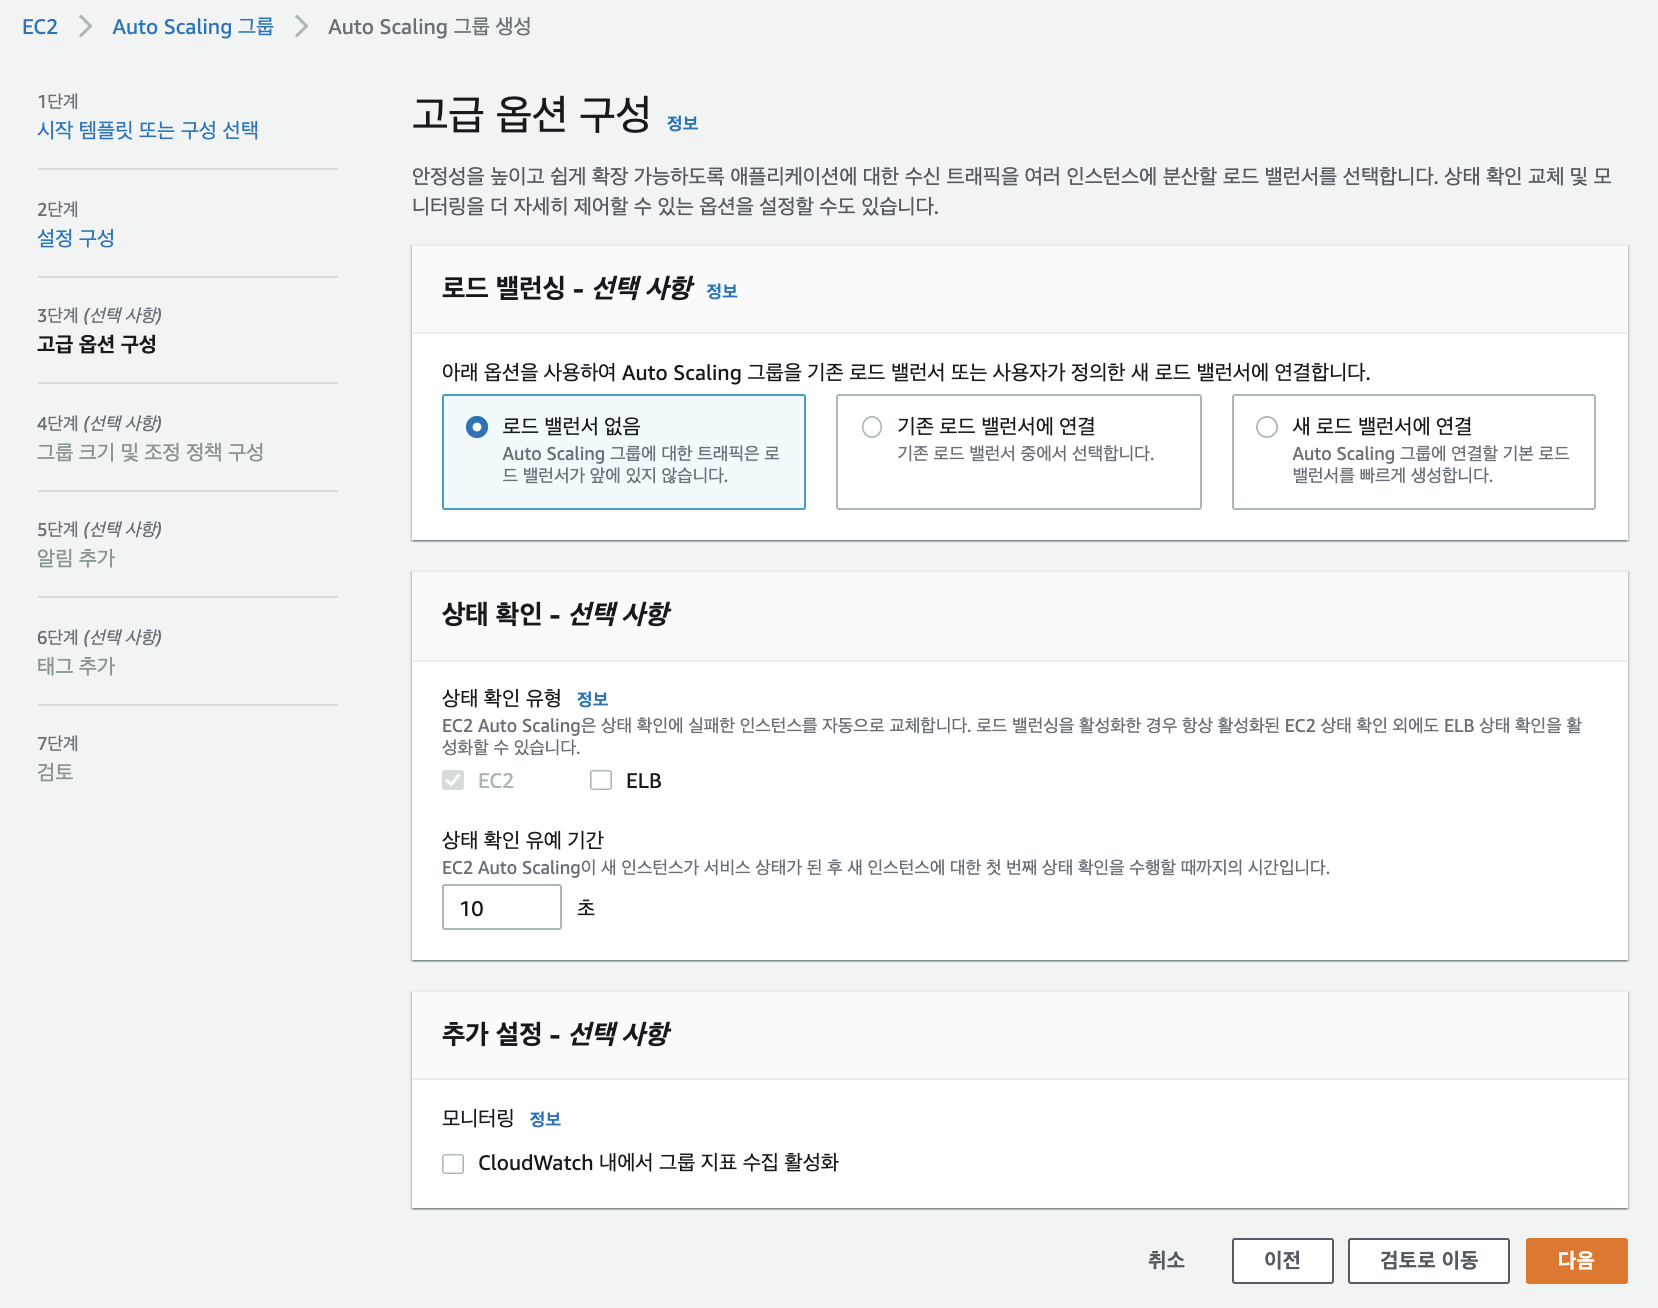 EC2 > Auto Scaling 그룹 > Auto Scaling 그룹 생성
1단계
시작 템플릿 또는 구성 선택
2단계
설정 구성
3단계 (선택 사항)
고급 옵션 구성
4단계 (선택 사항)
그룹 크기 및 조정 정책 구성
5단계 (선택 사항)
알림 추가
6단계 (선택 사항)
태그 추가
7단계
검토
고급 옵션 구성 정보
안정성을 높이고 쉽게 확장 가능하도록 애플리케이션에 대한 수신 트래픽을 여러 인스턴스에 분산할 로드 밸런서를 선택합니다. 상태 확인 교체 및 모
니터링을 더 자세히 제어할 수 있는 옵션을 설정할 수도 있습니다.
로드 밸런싱 - 선택 사항 정보
아래 옵션을 사용하여 Auto Scaling 그룹을 기존 로드 밸런서 또는 사용자가 정의한 새 로드 밸런서에 연결합니다.
로드 밸런서 없음
Auto Scaling 그룹에 대한 트래픽은 로
드 밸런서가 앞에 있지 않습니다.
기존 로드 밸런서에 연결
기존 로드 밸런서 중에서 선택합니다.
새 로드 밸런서에 연결
Auto Scaling 그룹에 연결할 기본 로드
밸런서를 빠르게 생성합니다.
상태 확인 - 선택 사항
상태 확인 유형 정보
EC2 Auto Scaling은 상태 확인에 실패한 인스턴스를 자동으로 교체합니다. 로드 밸런싱을 활성화한 경우 항상 활성화된 EC2 상태 확인 외에도 ELB 상태 확인을 활
성화할 수 있습니다.
EC2 ELB
상태 확인 유예 기간
EC2 Auto Scaling이 새 인스턴스가 서비스 상태가 된 후 새 인스턴스에 대한 첫 번째 상태 확인을 수행할 때까지의 시간입니다.
10 초
추가 설정 - 선택 사항
모니터링 정보
CloudWatch 내에서 그룹 지표 수집 활성화
취소 이전 검토로 이동 다음